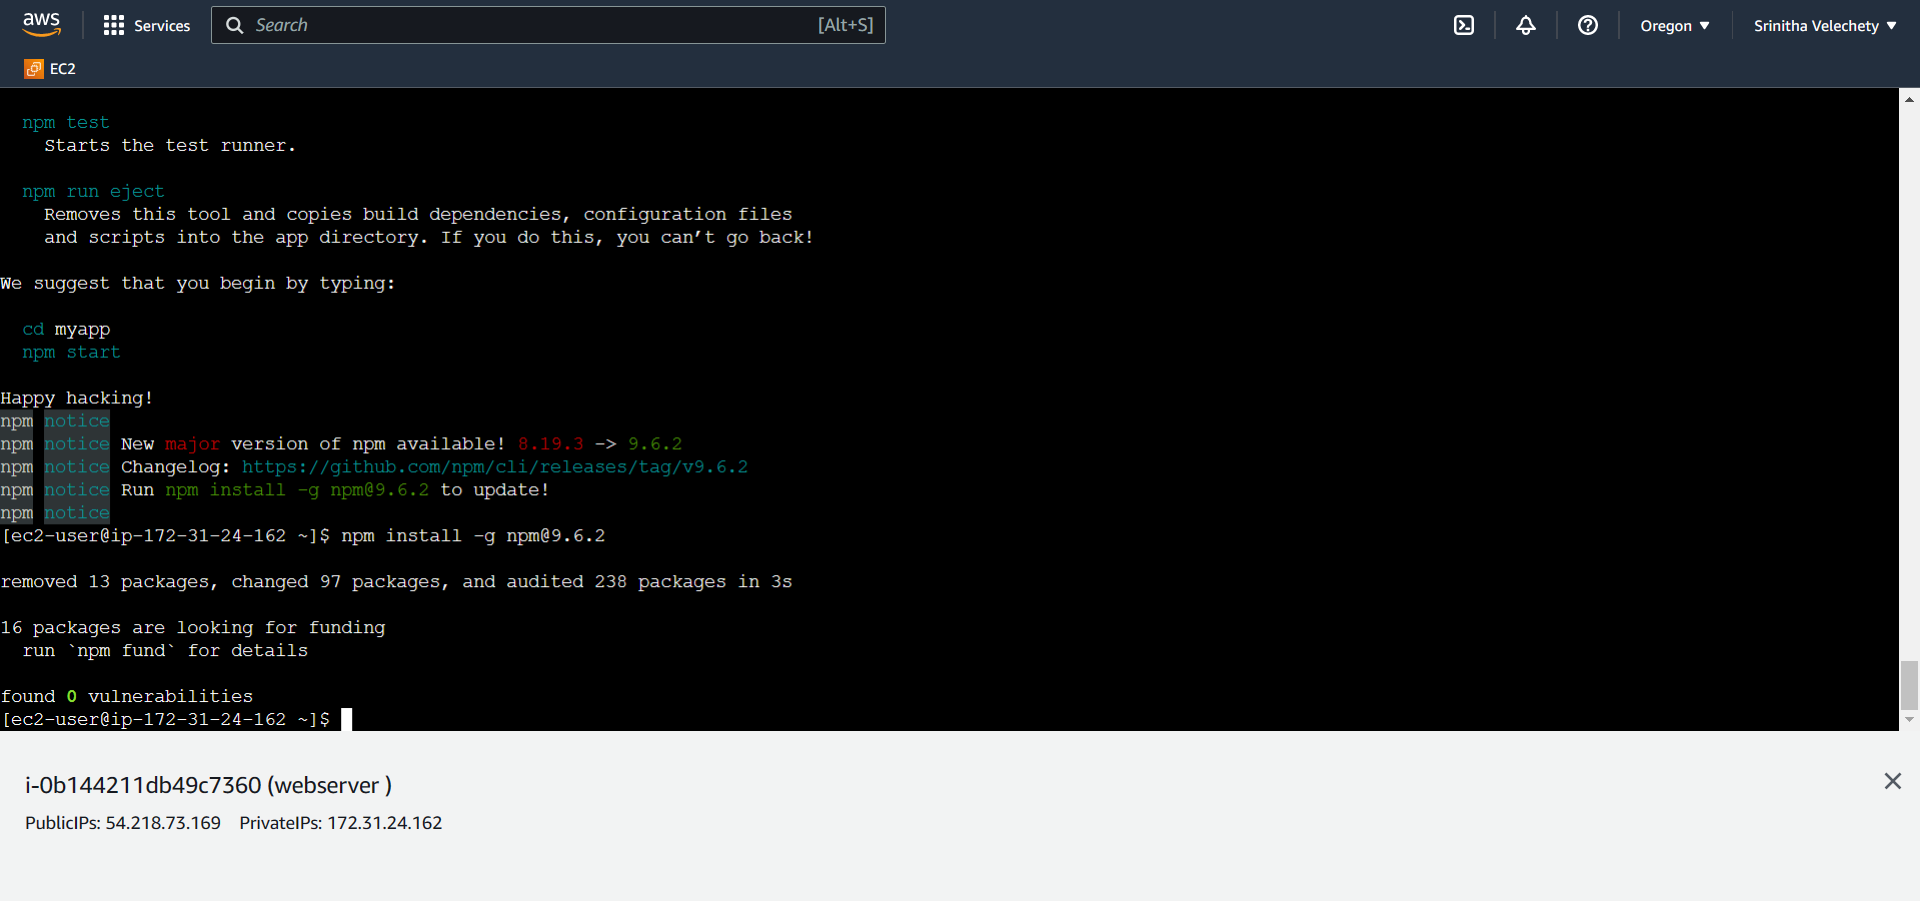 aws
Services
Search [Alt+S]
Oregon
Srinitha Velechety
EC2
npm test
Starts the test runner.
npm run eject
Removes this tool and copies build dependencies, configuration files
and scripts into the app directory. If you do this, you can’t go back!
We suggest that you begin by typing:
cd myapp
npm start
Happy hacking!
npm notice
npm notice New major version of npm available! 8.19.3 -> 9.6.2
npm notice Changelog: https://github.com/npm/cli/releases/tag/v9.6.2
npm notice Run npm install -g npm@9.6.2 to update!
npm notice
[ec2-user@ip-172-31-24-162 ~]$ npm install -g npm@9.6.2
removed 13 packages, changed 97 packages, and audited 238 packages in 3s
16 packages are looking for funding
run `npm fund` for details
found 0 vulnerabilities
[ec2-user@ip-172-31-24-162 ~]$
i-0b144211db49c7360 (webserver )
PublicIPs: 54.218.73.169 PrivateIPs: 172.31.24.162